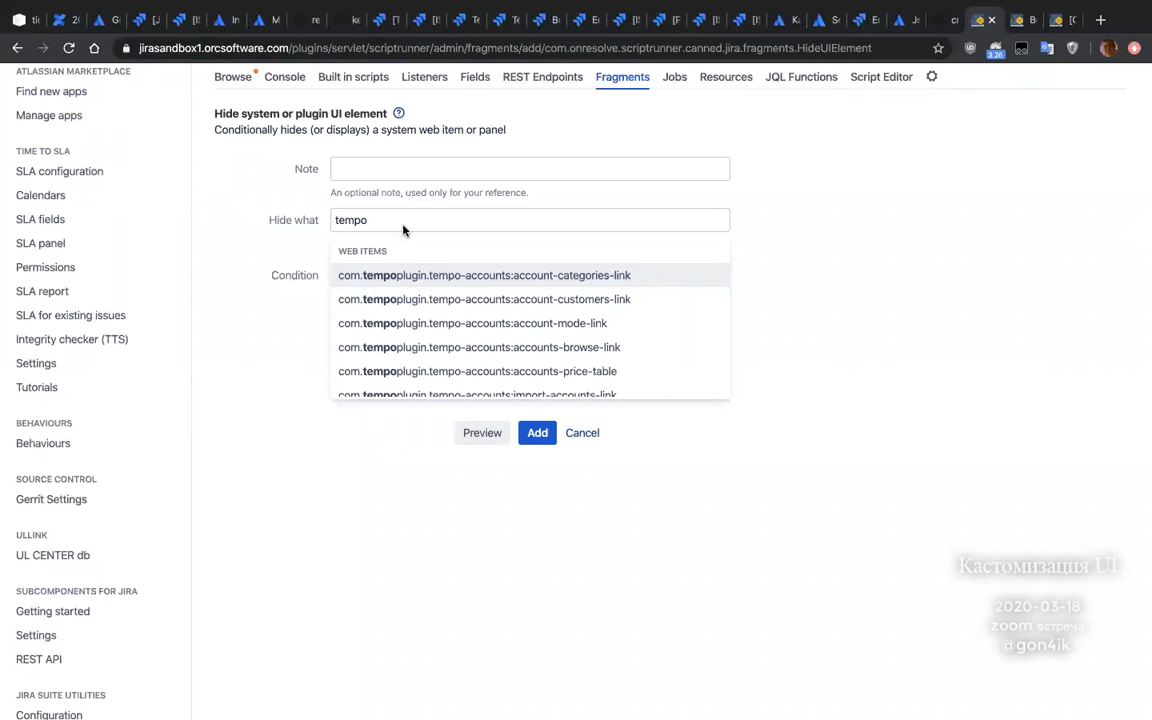 jirasandbox1.orcsoftware.com/plugins/servlet/scriptrunner/admin/fragments/add/com.onresolve.scriptrunner.canned.jira.fragments.HideUIElement
3.26
ATLASSIAN MARKETPLACE
Find new apps
Manage apps
TIME TO SLA
SLA configuration
Calendars
SLA fields
SLA panel
Permissions
SLA report
SLA for existing issues
Integrity checker (TTS)
Settings
Tutorials
BEHAVIOURS
Behaviours
SOURCE CONTROL
Gerrit Settings
ULLINK
UL CENTER db
SUBCOMPONENTS FOR JIRA
Getting started
Settings
REST API
JIRA SUITE UTILITIES
Configuration
Browse Console Built in scripts Listeners Fields REST Endpoints Fragments Jobs Resources JQL Functions Script Editor
Hide system or plugin UI element
Conditionally hides (or displays) a system web item or panel
Note
An optional note, used only for your reference.
Hide what tempo
WEB ITEMS
Condition com.tempoplugin.tempo-accounts:account-categories-link
com.tempoplugin.tempo-accounts:account-customers-link
com.tempoplugin.tempo-accounts:account-mode-link
com.tempoplugin.tempo-accounts:accounts-browse-link
com.tempoplugin.tempo-accounts:accounts-price-table
com.tempoplugin.tempo-accounts:import-accounts-link
Preview Add Cancel
Кастомизация UI
2020-03-18
zoom встреча
@gon4ik